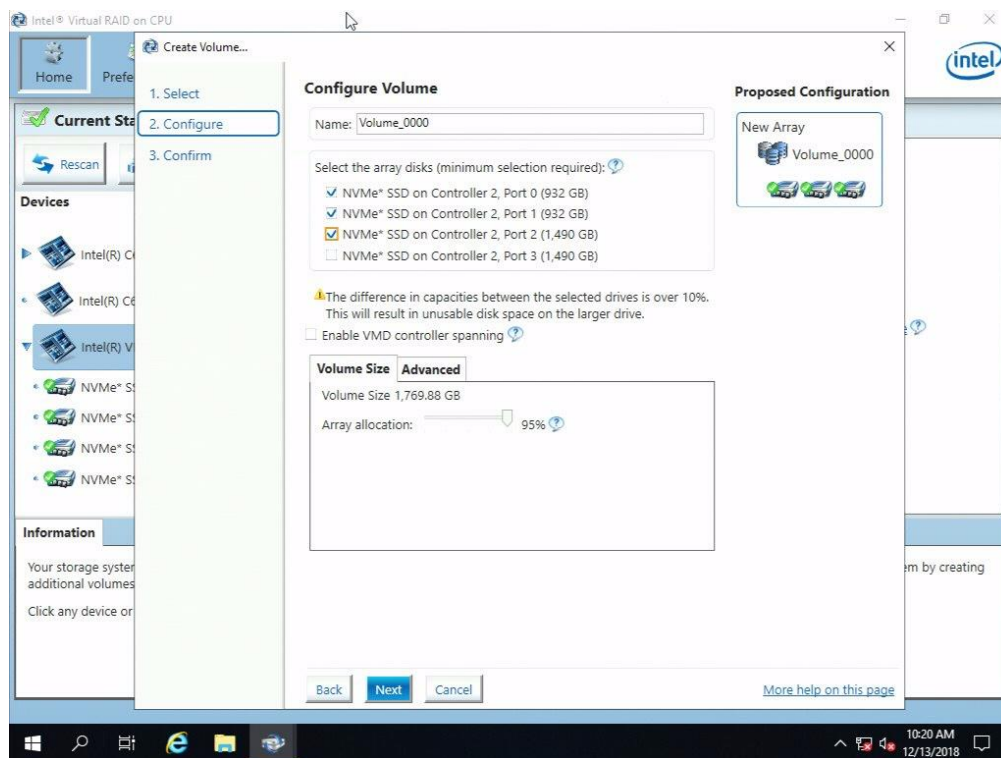 Intel® Virtual RAID on CPU
Home
Prefe
intel
Current Sta
Rescan
Devices
Intel(R) C
Intel(R) C6
Intel(R) V
NVMe* S
NVMe* S
NVMe* S
NVMe* S
Information
Your storage system
additional volumes
Click any device or
em by creating
Create Volume...
1. Select
2. Configure
3. Confirm
Configure Volume
Name: Volume_0000
Select the array disks (minimum selection required):
NVMe* SSD on Controller 2, Port 0 (932 GB)
NVMe* SSD on Controller 2, Port 1 (932 GB)
NVMe* SSD on Controller 2, Port 2 (1,490 GB)
NVMe* SSD on Controller 2, Port 3 (1,490 GB)
The difference in capacities between the selected drives is over 10%.
This will result in unusable disk space on the larger drive.
Enable VMD controller spanning
Volume Size
Advanced
Volume Size 1,769.88 GB
Array allocation: 95%
Back
Next
Cancel
More help on this page
Proposed Configuration
New Array
Volume_0000
10:20 AM
12/13/2018